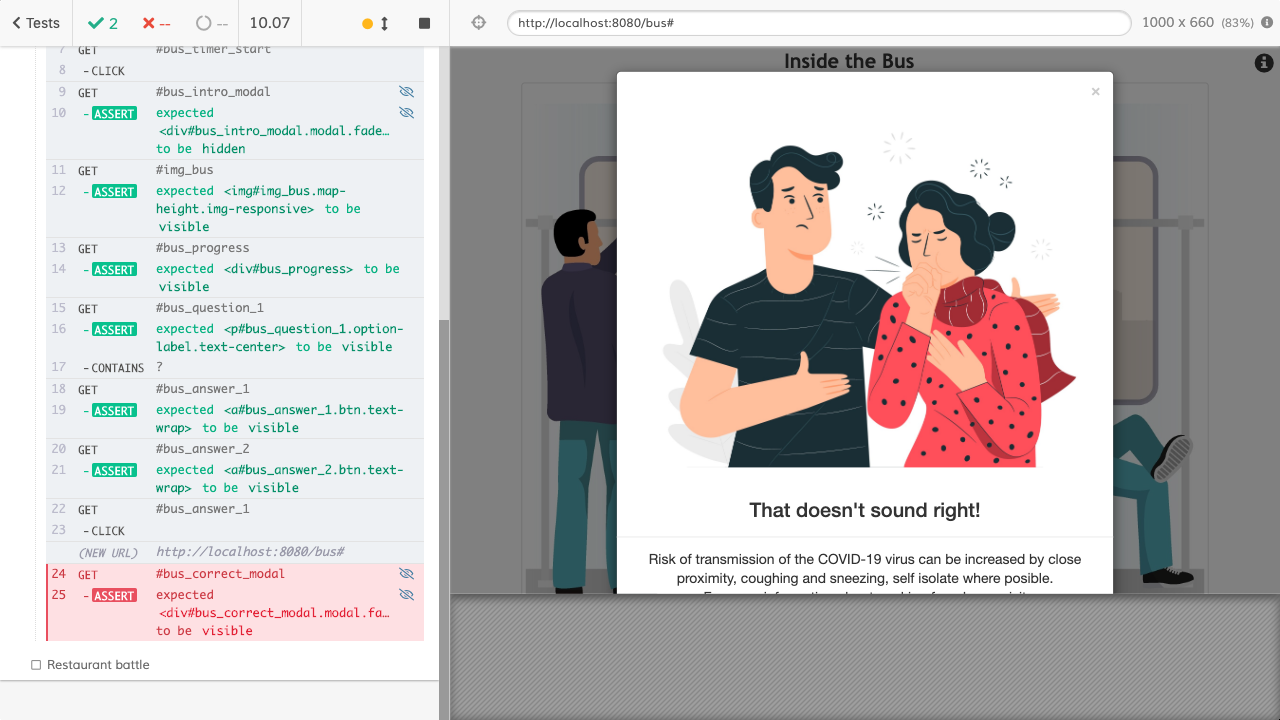 Tests
2
--
--
10.07
http://localhost:8080/bus#
1000 x 660 (83%)
7 GET #bus_timer_start
8 -CLICK
9 GET #bus_intro_modal
10 -ASSERT expected
<div#bus_intro_modal.modal.fade…
to be hidden
11 GET #img_bus
12 -ASSERT expected <img#img_bus.map-
height.img-responsive> to be
visible
13 GET #bus_progress
14 -ASSERT expected <div#bus_progress> to be
visible
15 GET #bus_question_1
16 -ASSERT expected <p#bus_question_1.option-
label.text-center> to be visible
17 -CONTAINS ?
18 GET #bus_answer_1
19 -ASSERT expected <a#bus_answer_1.btn.text-
wrap> to be visible
20 GET #bus_answer_2
21 -ASSERT expected <a#bus_answer_2.btn.text-
wrap> to be visible
22 GET #bus_answer_1
23 -CLICK
(NEW URL) http://localhost:8080/bus#
24 GET #bus_correct_modal
25 -ASSERT expected
<div#bus_correct_modal.modal.fa…
to be visible
Restaurant battle
Inside the Bus
×
That doesn't sound right!
Risk of transmission of the COVID-19 virus can be increased by close
proximity, coughing and sneezing, self isolate where posible.